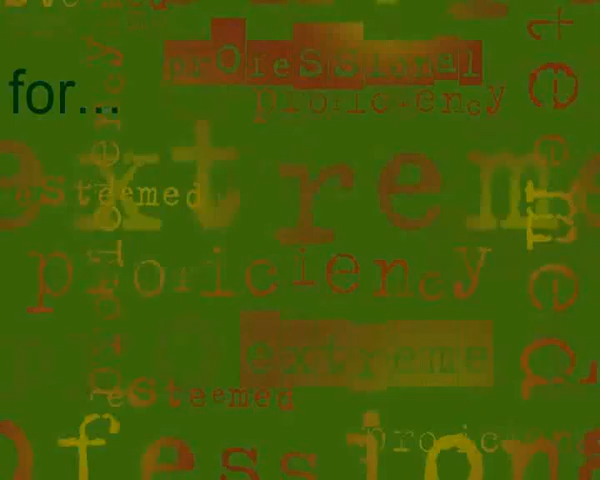 professional
for...
proficiency
extreme
esteemed
proficiency
extreme
esteemed
proficiency
professional